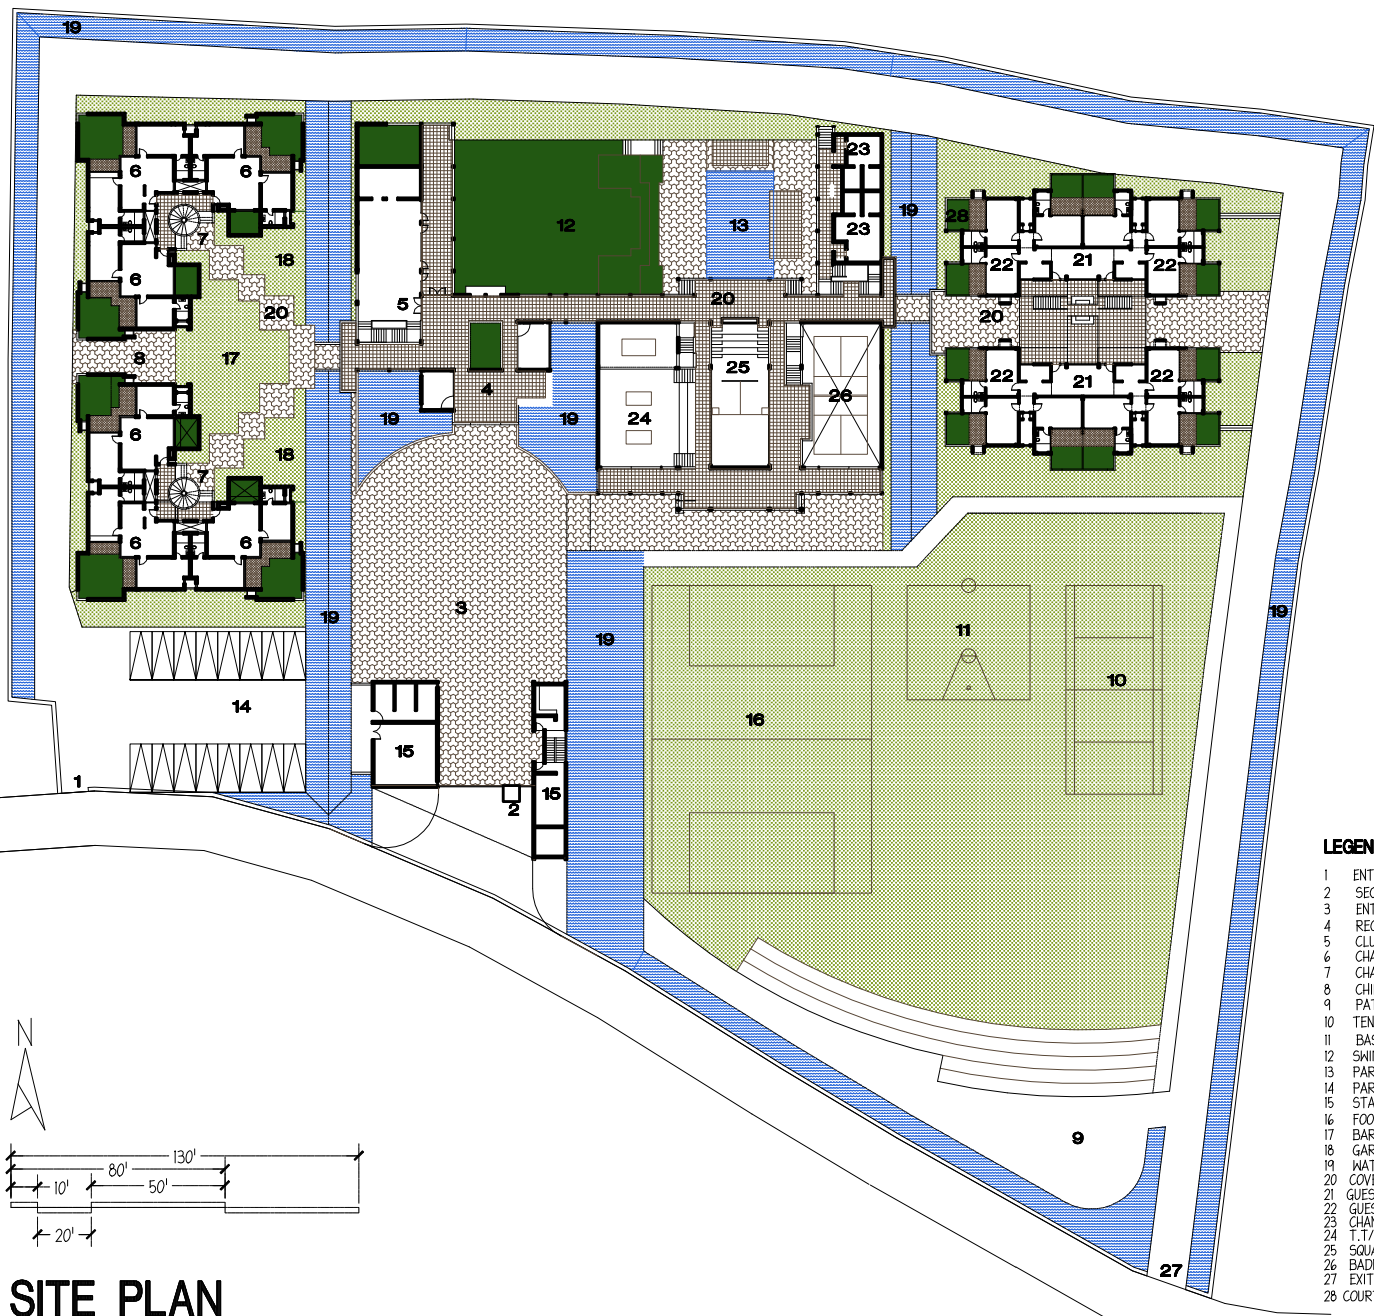 19
6
6
23
12
13
23
19
28
7
18
22
21
22
6
20
5
20
20
8
17
25
22
21
22
4
26
19
19
24
6
18
7
6
6
3
19
19
19
11
10
16
14
15
1
15
2
9
27
N
130'
80'
10'
50'
20'
SITE PLAN
LEGEN
1 ENT
2 SEC
3 ENT
4 REC
5 CLU
6 CHA
7 CHA
8 CHI
9 PAT
10 TEN
11 BAS
12 SWI
13 PAR
14 PAR
15 STA
16 FOO
17 BAR
18 GAR
19 WAT
20 COVE
21 GUES
22 GUES
23 CHAN
24 T.T/
25 SQUA
26 BADI
27 EXIT
28 COUR